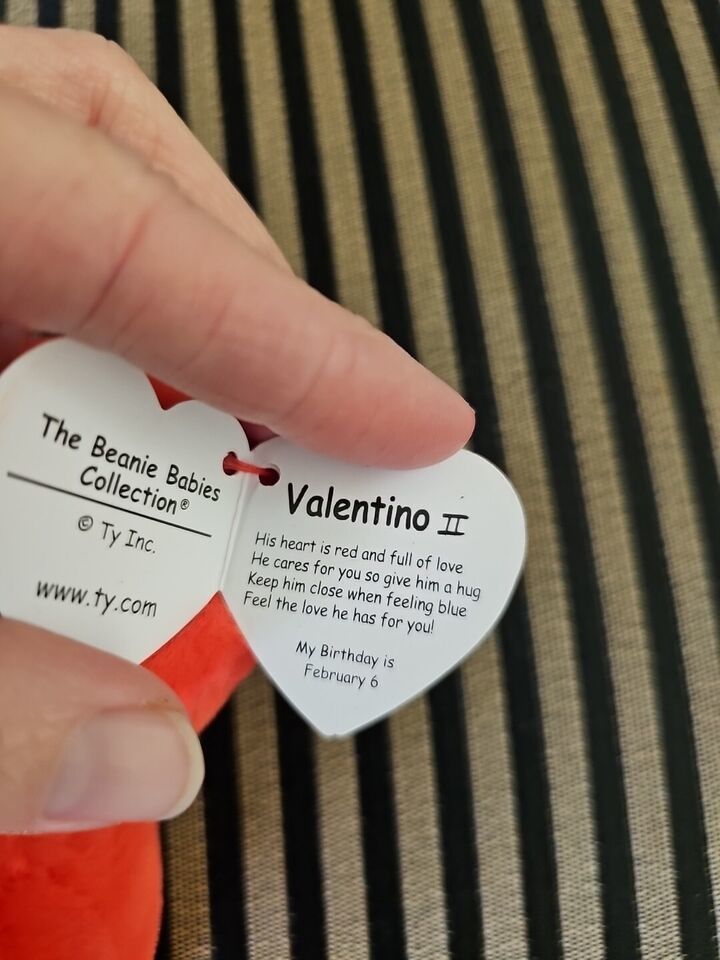 The Beanie Babies
Collection®
© Ty Inc.
www.ty.com
Valentino II
His heart is red and full of love
He cares for you so give him a hug
Keep him close when feeling blue
Feel the love he has for you!
My Birthday is
February 6